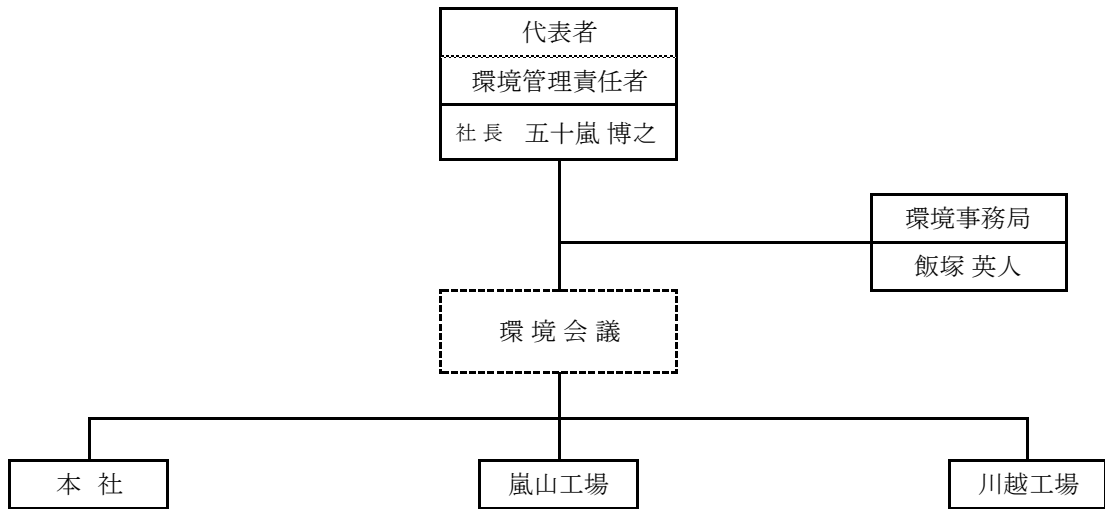 代表者
環境管理責任者
社 長 五十嵐 博之
環境事務局
飯塚 英人
環 境 会 議
本 社
嵐山工場
川越工場